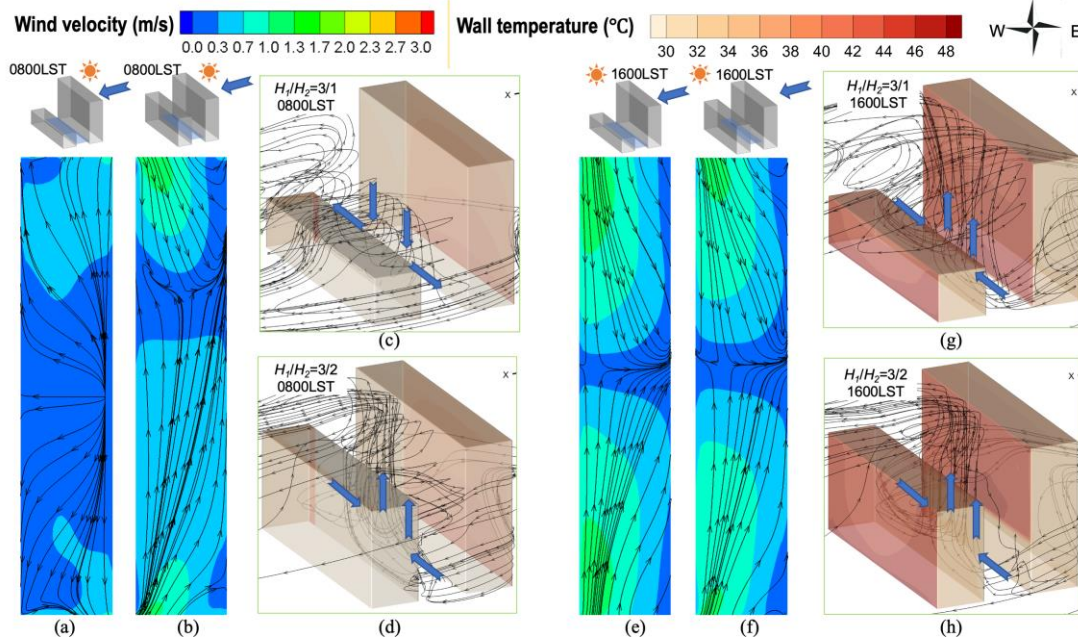 Wind velocity (m/s)
0.0 0.3 0.7 1.0 1.3 1.7 2.0 2.3 2.7 3.0
Wall temperature (°C)
30 32 34 36 38 40 42 44 46 48
W E
0800LST
0800LST
H₁/H₂=3/1
0800LST
x
(c)
H₁/H₂=3/2
0800LST
x
(a)
(b)
(d)
1600LST
1600LST
H₁/H₂=3/1
1600LST
x
(g)
H₁/H₂=3/2
1600LST
x
(e)
(f)
(h)